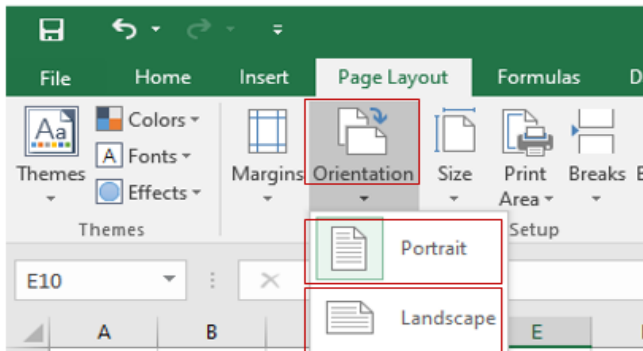 File Home Insert Page Layout Formulas D
Aa Colors
A Fonts
Themes Effects Margins Orientation Size Print Area Breaks
Themes Setup
Portrait
E10
Landscape
A B E